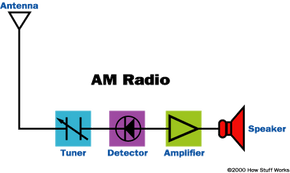 Antenna
AM Radio
Tuner Detector Amplifier Speaker
©2000 How Stuff Works